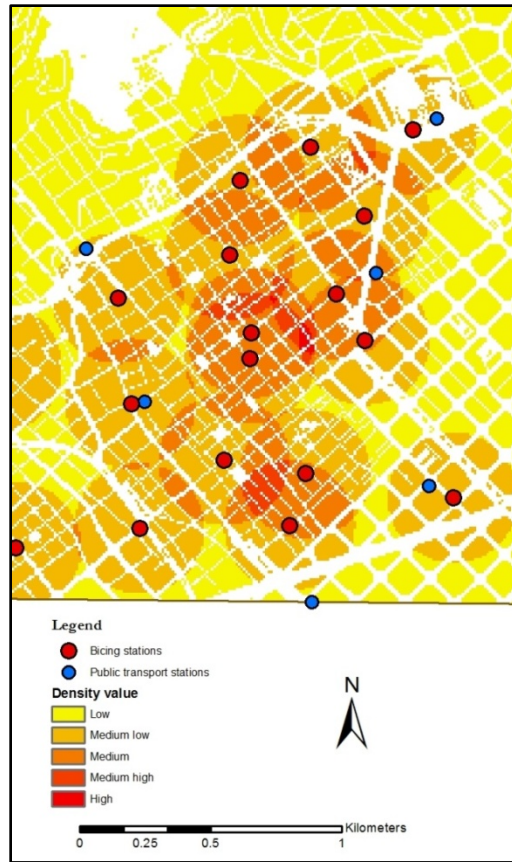 Legend
Bicing stations
Public transport stations
Density value
Low
Medium low
Medium
Medium high
High
N
Kilometers
0 0.25 0.5 1